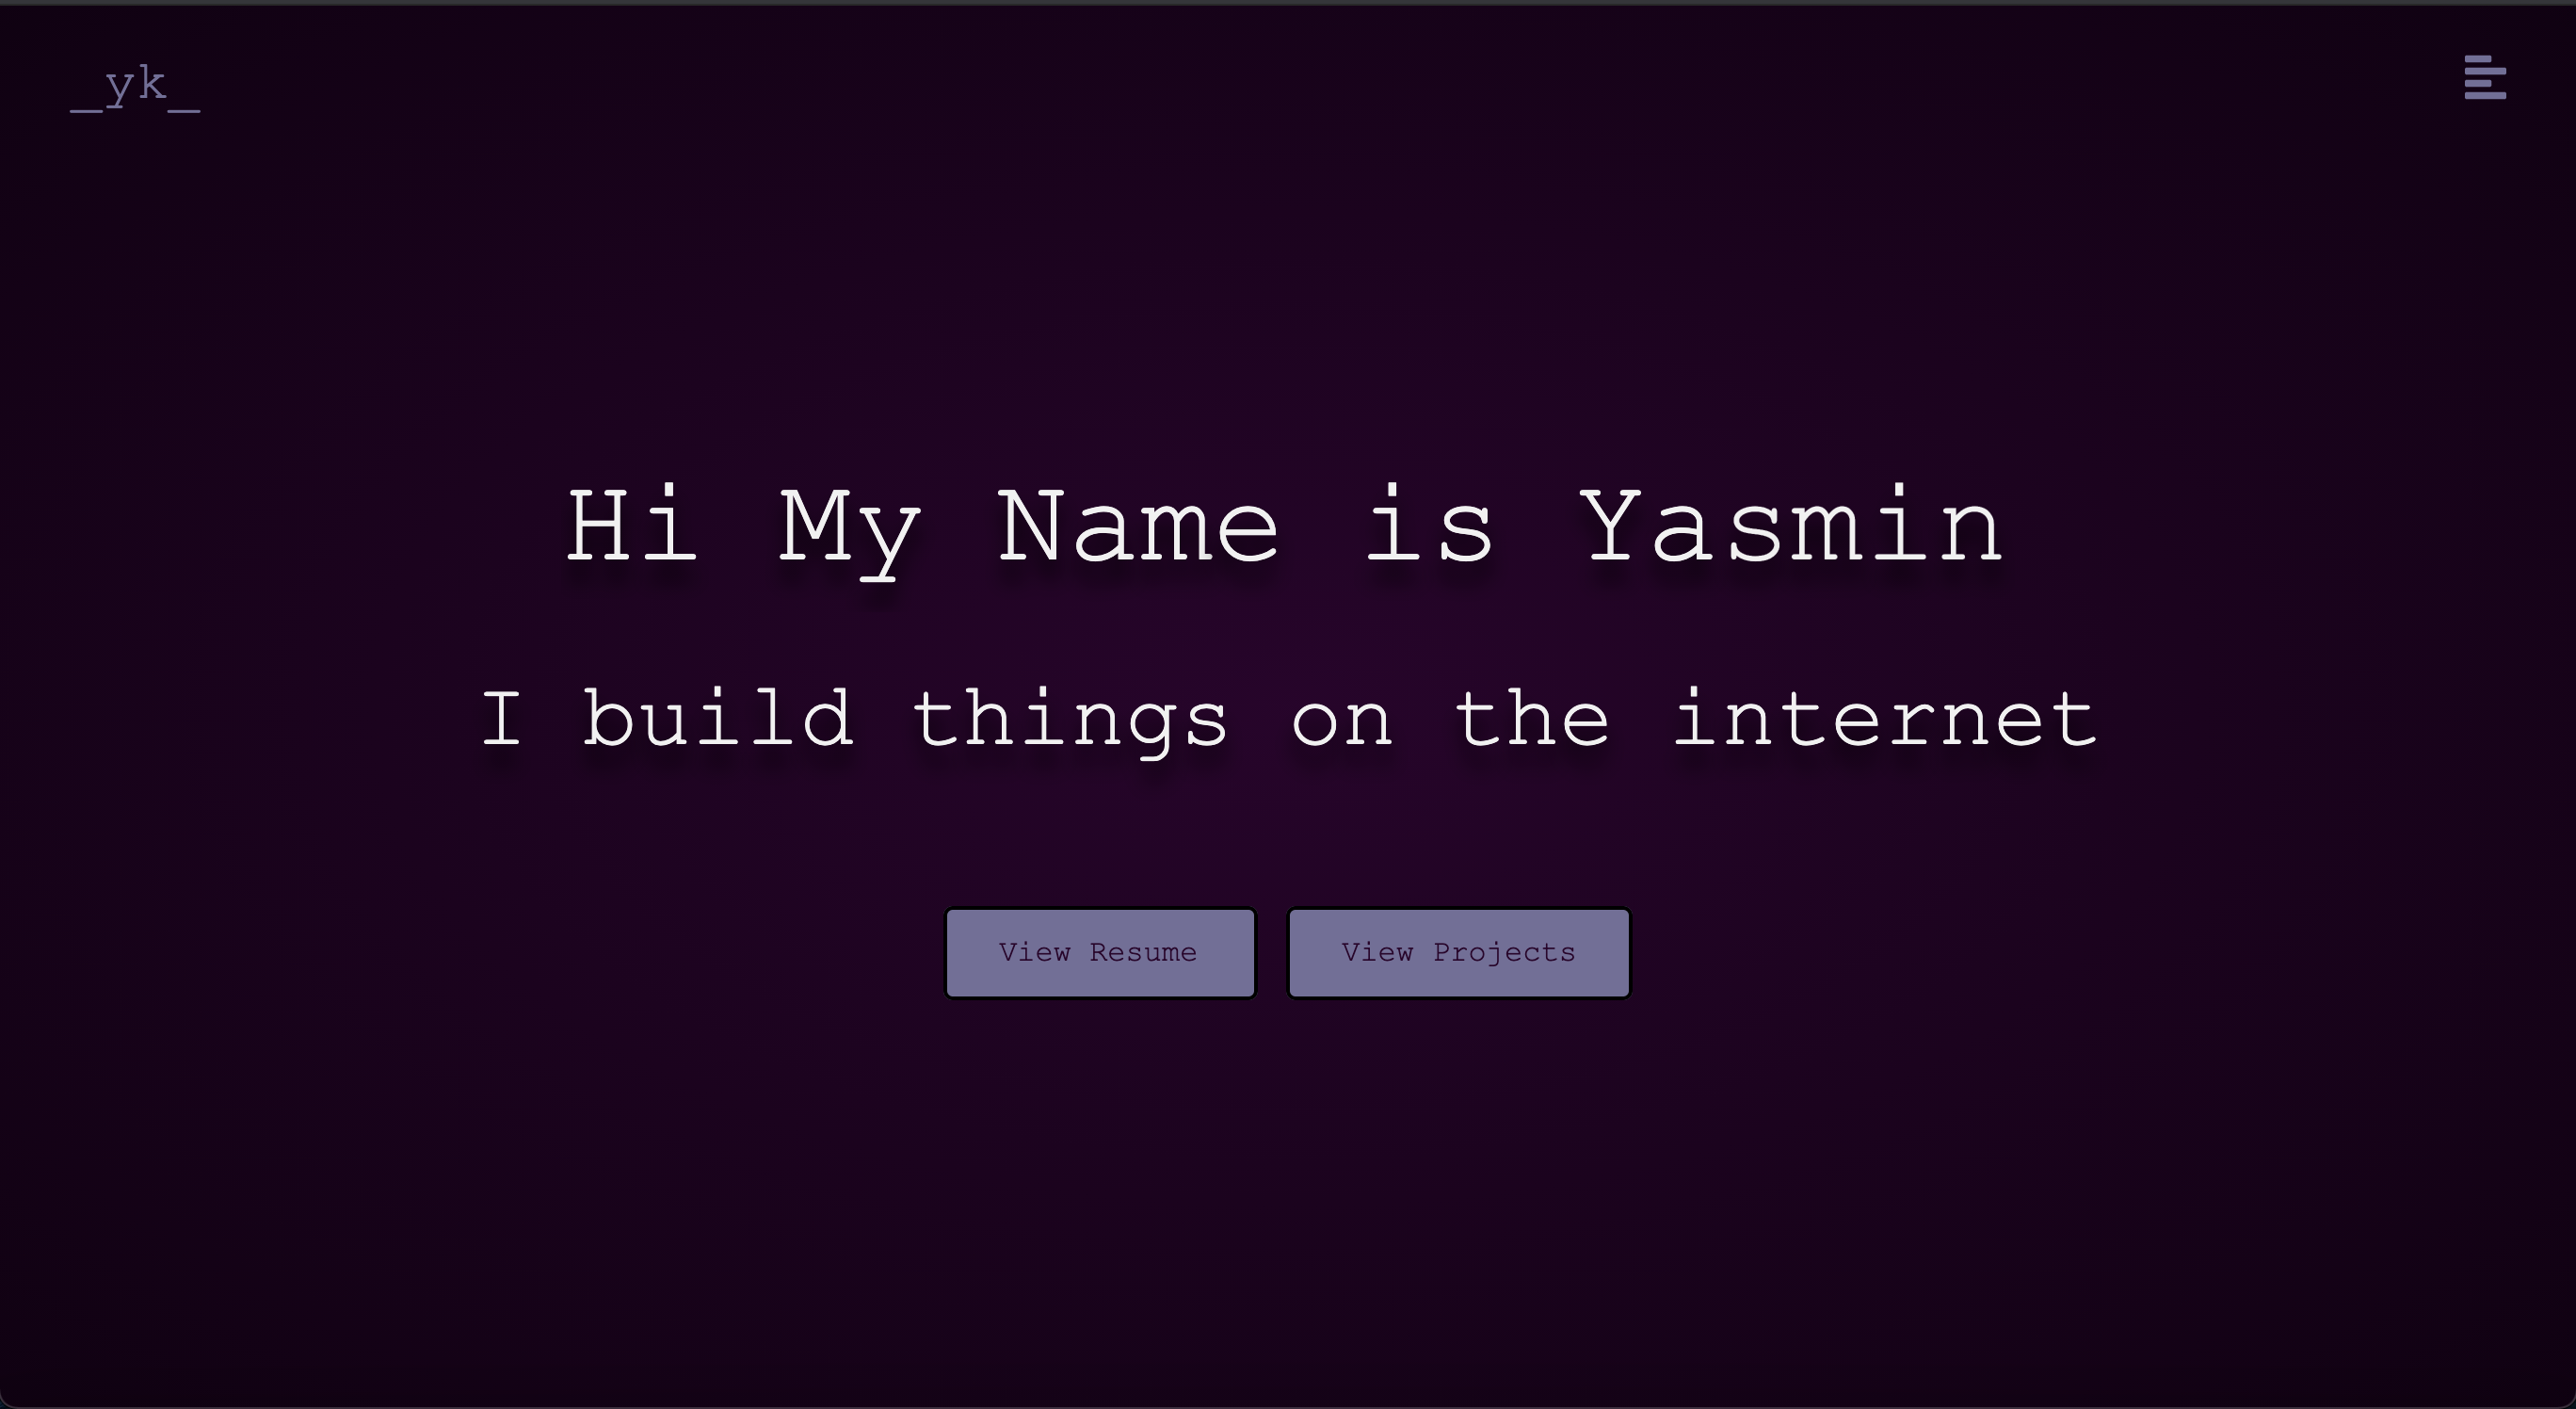 _yk_
Hi My Name is Yasmin
I build things on the internet
View Resume
View Projects